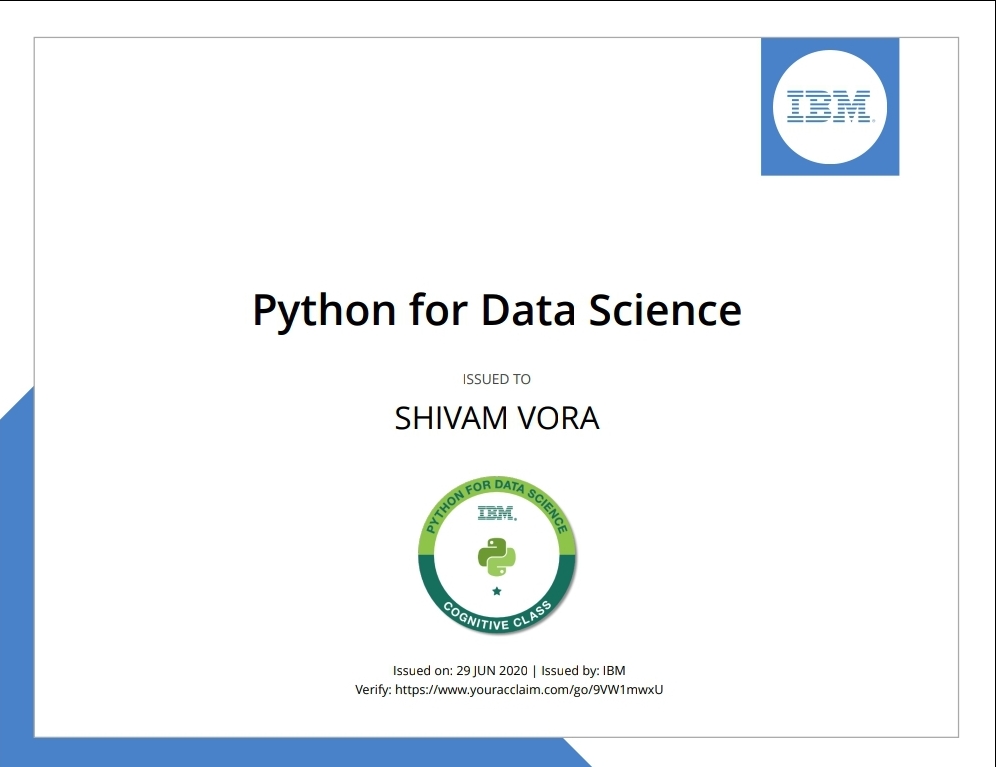 IBM
Python for Data Science
ISSUED TO
SHIVAM VORA
PYTHON FOR DATA SCIENCE
IBM
COGNITIVE CLASS
Issued on: 29 JUN 2020 | Issued by: IBM
Verify: https://www.youracclaim.com/go/9VW1mwxU